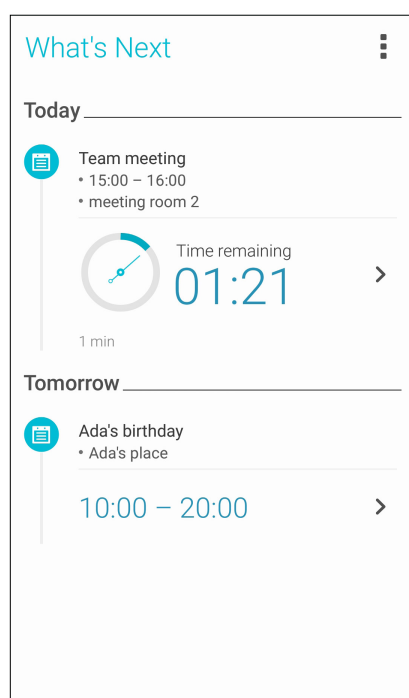 What's Next
Today
Team meeting
• 15:00 – 16:00
• meeting room 2
Time remaining
01:21
1 min
Tomorrow
Ada's birthday
• Ada's place
10:00 – 20:00